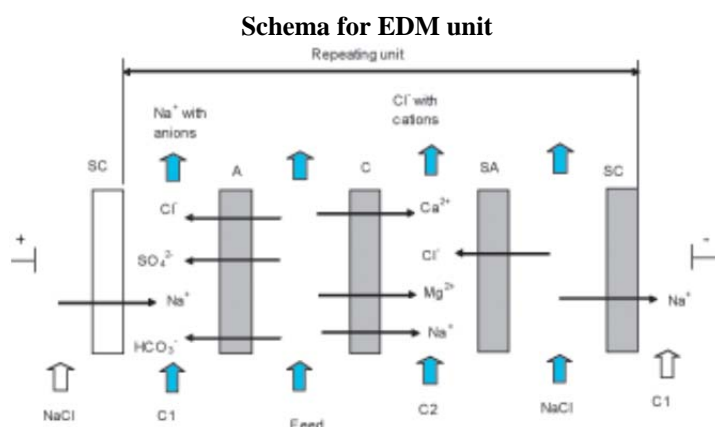 Schema for EDM unit
Repeating unit
Na⁺ with
anions
Cl⁻ with
cations
SC
A
C
SA
SC
+
-
Cl⁻
SO₄²⁻
Na⁺
HCO₃⁻
Ca²⁺
Cl⁻
Mg²⁺
Na⁺
Na⁺
NaCl
C1
Feed
C2
NaCl
C1